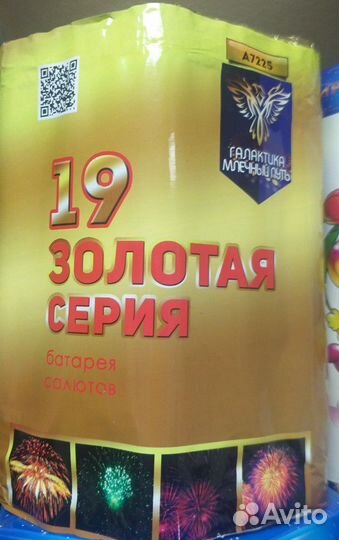 A7225
ГАЛАКТИКА
МЛЕЧНЫЙ ПУТЬ
19
ЗОЛОТАЯ
СЕРИЯ
батарея
салютов
Avito